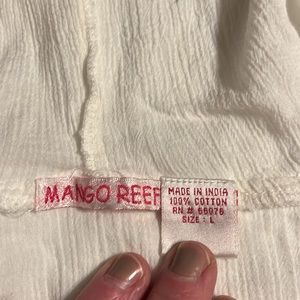 MANGO REEF
MADE IN INDIA
100% COTTON
RN # 66076
SIZE : L